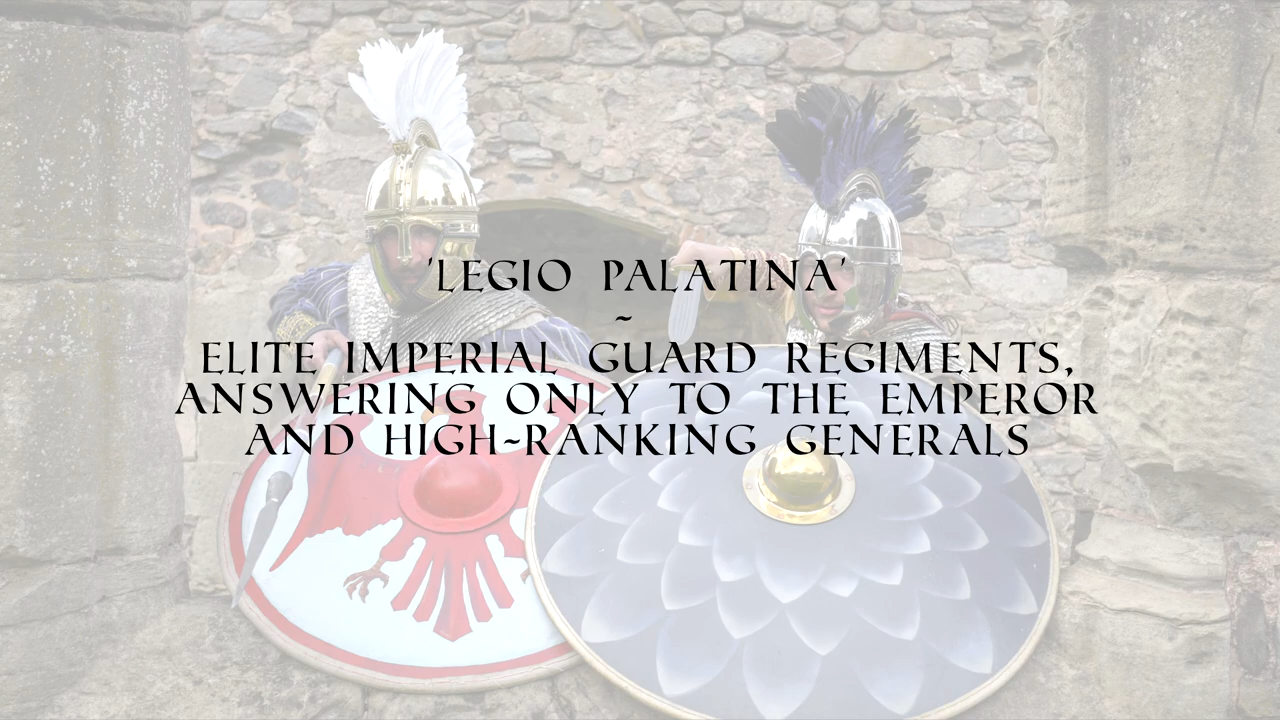 'LEGIO PALATINA'
~
ELITE IMPERIAL GUARD REGIMENTS,
ANSWERING ONLY TO THE EMPEROR
AND HIGH-RANKING GENERALS